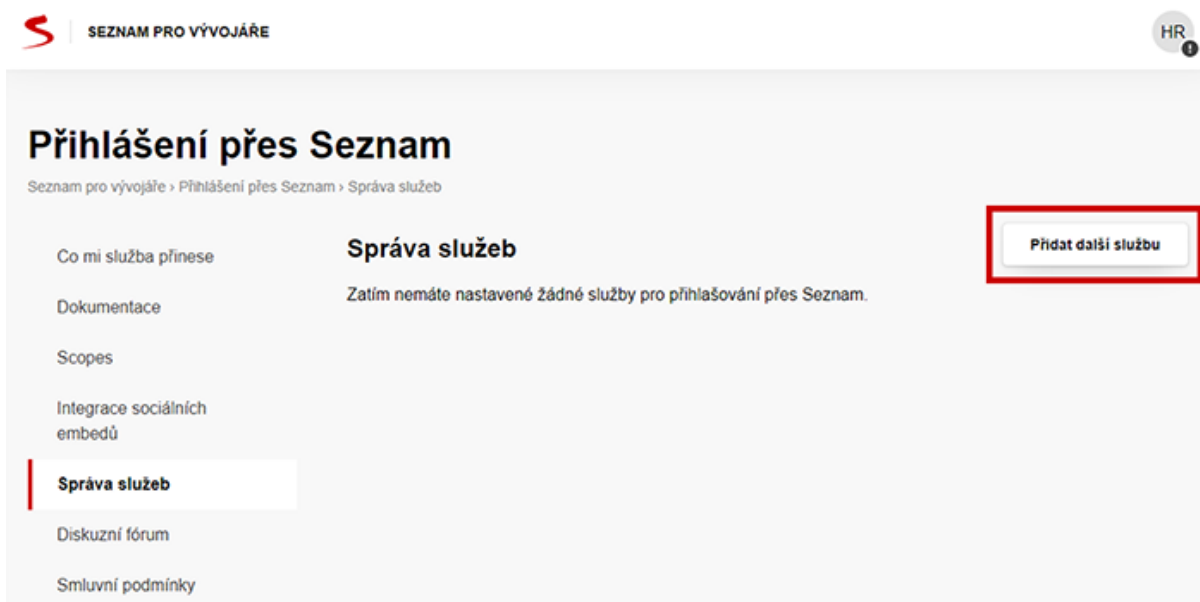 SEZNAM PRO VÝVOJÁŘE
HR
Přihlášení přes Seznam
Seznam pro vývojáře › Přihlášení přes Seznam › Správa služeb
Co mi služba přinese
Dokumentace
Scopes
Integrace sociálních
embedů
Správa služeb
Diskuzní fórum
Smluvní podmínky
Správa služeb
Přidat další službu
Zatím nemáte nastavené žádné služby pro přihlašování přes Seznam.